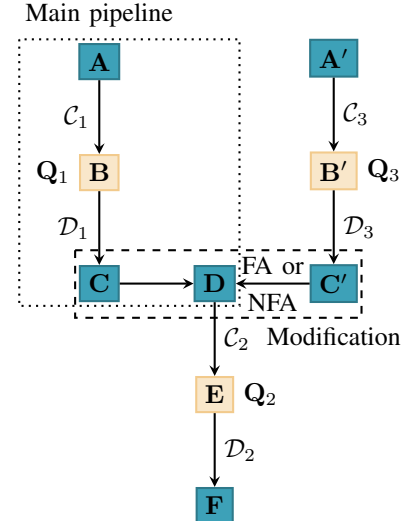 Main pipeline
A A′
𝒞₁ 𝒞₃
Q₁ B B′ Q₃
𝒟₁ 𝒟₃
FA or
C D C′
NFA
𝒞₂ Modification
E Q₂
𝒟₂
F